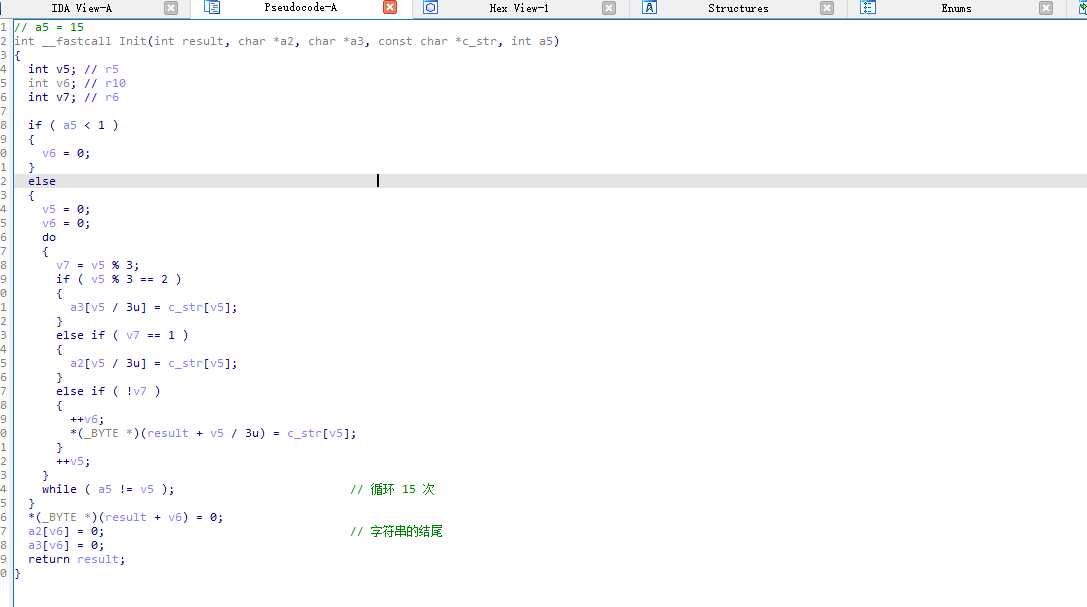 IDA View-A Pseudocode-A Hex View-1 Structures Enums
1 // a5 = 15
2 int __fastcall Init(int result, char *a2, char *a3, const char *c_str, int a5)
3 {
4 int v5; // r5
5 int v6; // r10
6 int v7; // r6
7
8 if ( a5 < 1 )
9 {
0 v6 = 0;
1 }
2 else
3 {
4 v5 = 0;
5 v6 = 0;
6 do
7 {
8 v7 = v5 % 3;
9 if ( v5 % 3 == 2 )
0 {
1 a3[v5 / 3u] = c_str[v5];
2 }
3 else if ( v7 == 1 )
4 {
5 a2[v5 / 3u] = c_str[v5];
6 }
7 else if ( !v7 )
8 {
9 ++v6;
0 *(_BYTE *)(result + v5 / 3u) = c_str[v5];
1 }
2 ++v5;
3 }
4 while ( a5 != v5 ); // 循环 15 次
5 }
6 *(_BYTE *)(result + v6) = 0;
7 a2[v6] = 0; // 字符串的结尾
8 a3[v6] = 0;
9 return result;
0 }